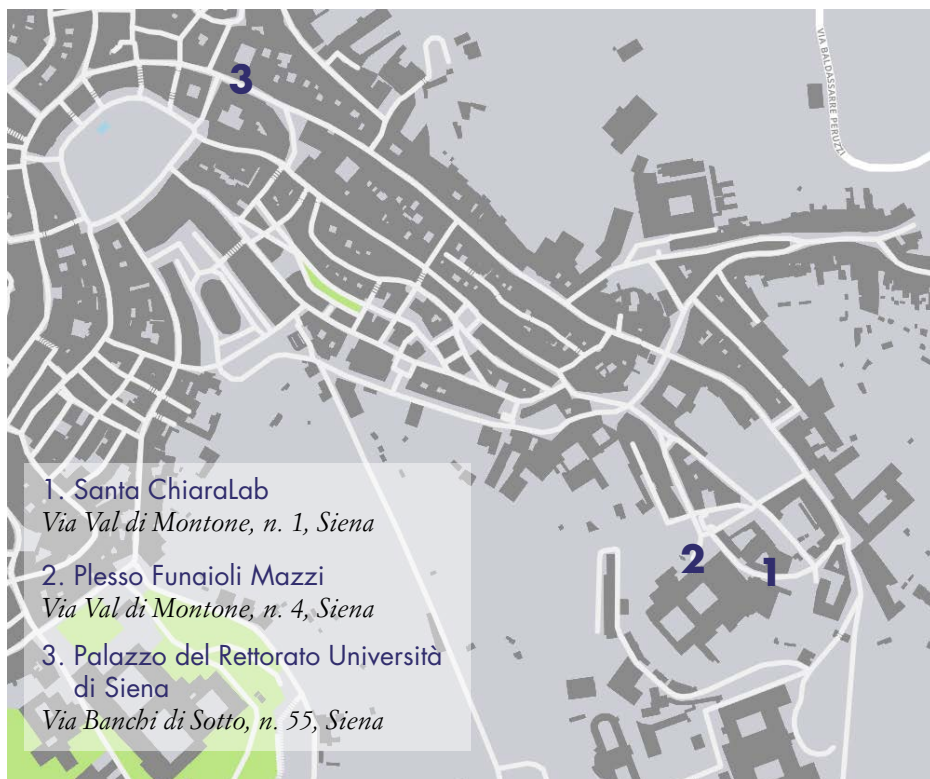 3
VIA BALDASSARRE PERUZZI
1. Santa ChiaraLab
Via Val di Montone, n. 1, Siena
2. Plesso Funaioli Mazzi
Via Val di Montone, n. 4, Siena
3. Palazzo del Rettorato Università
di Siena
Via Banchi di Sotto, n. 55, Siena
2
1